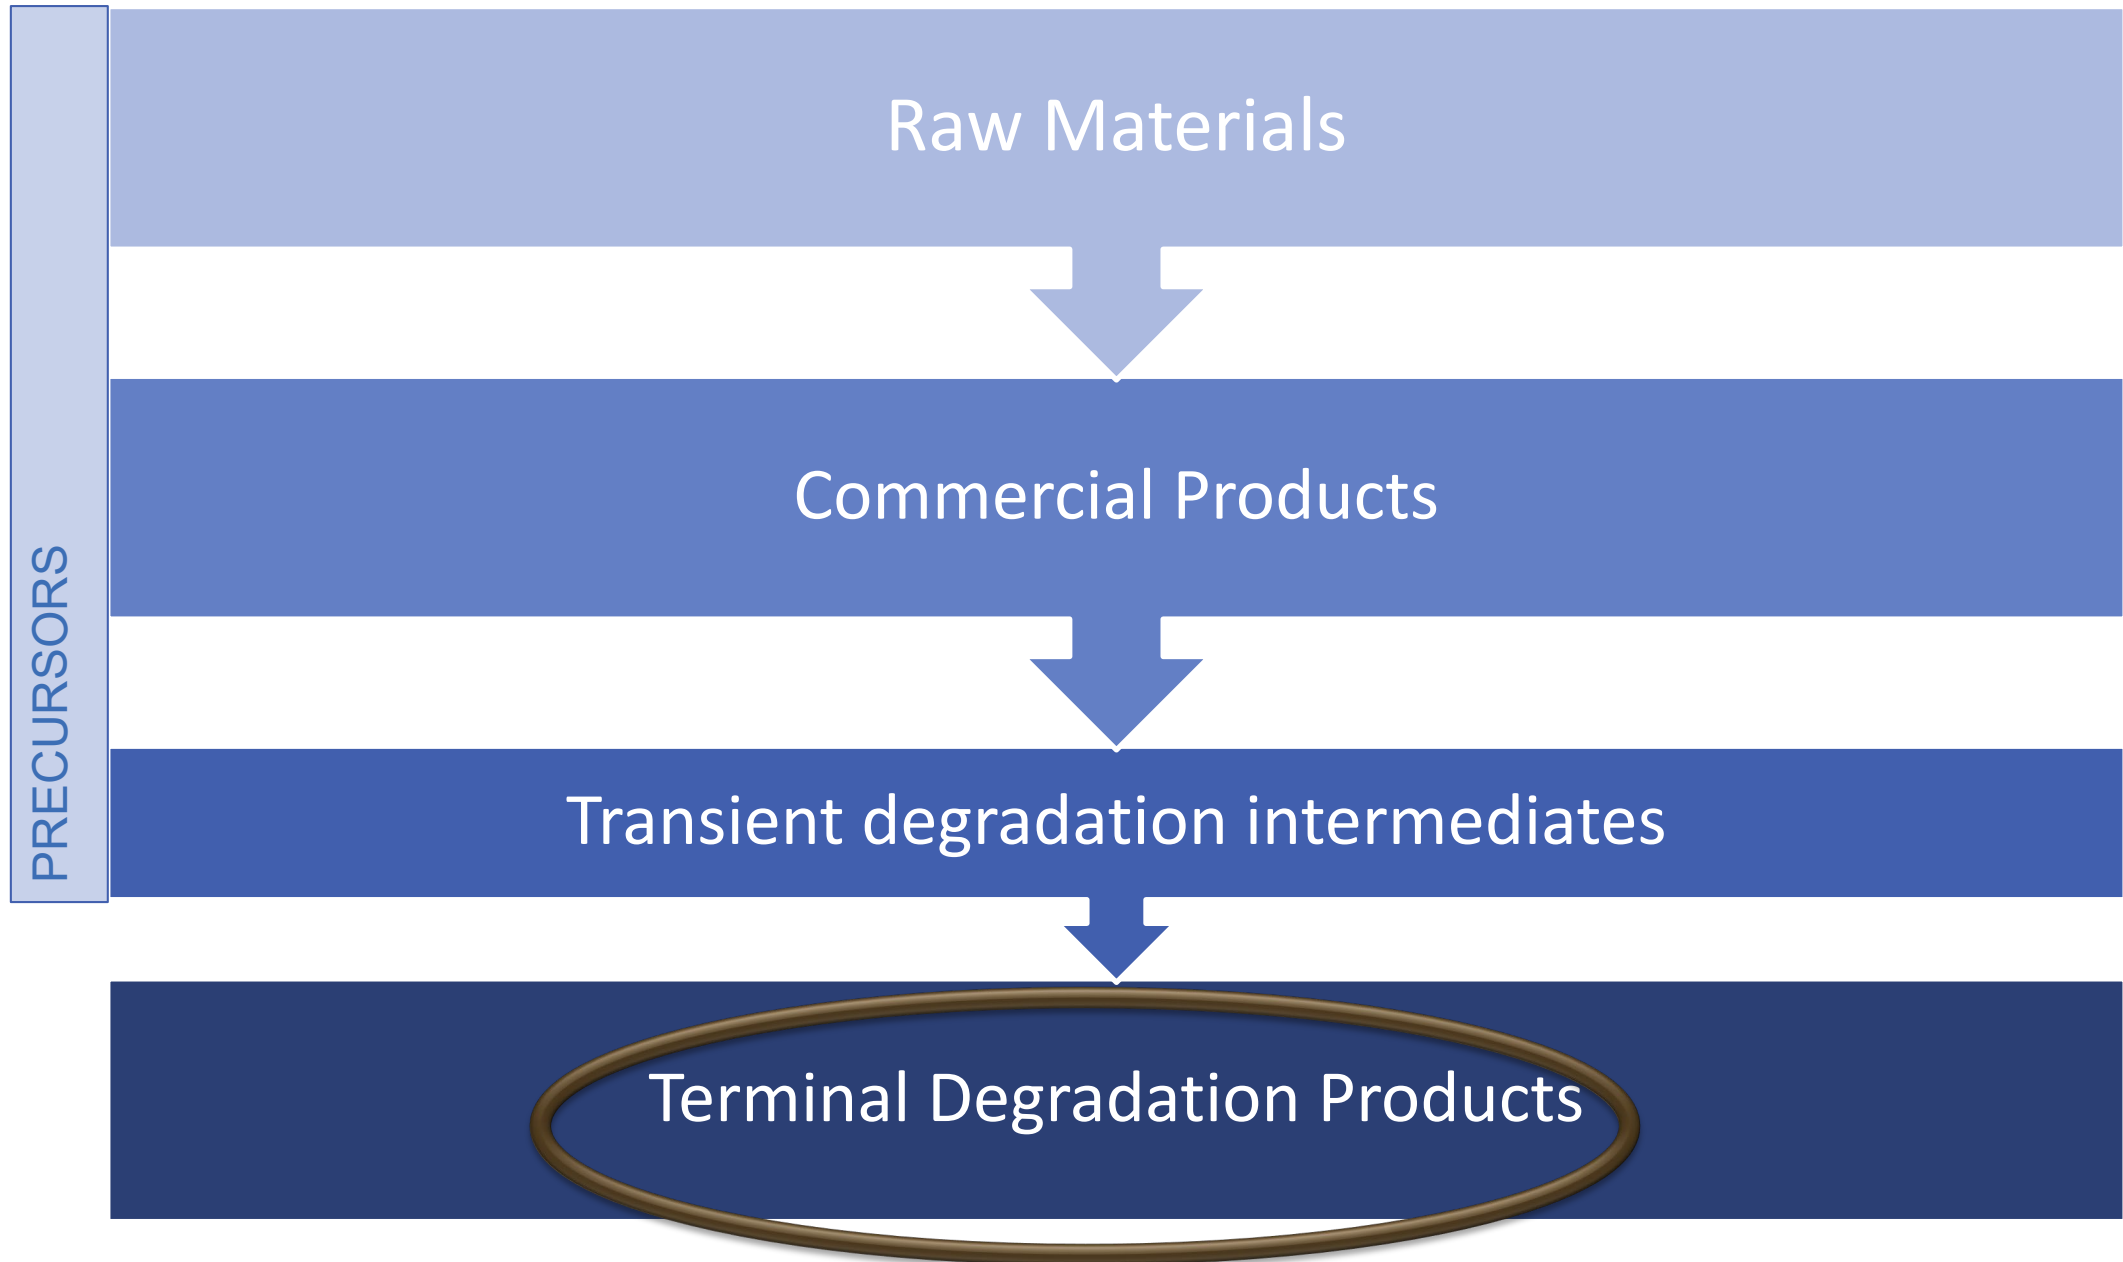 PRECURSORS
Raw Materials
Commercial Products
Transient degradation intermediates
Terminal Degradation Products